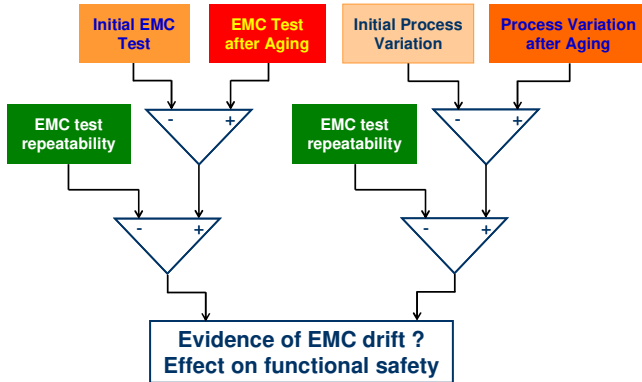 Initial EMC
Test
EMC Test
after Aging
Initial Process
Variation
Process Variation
after Aging
- +
- +
EMC test
repeatability
EMC test
repeatability
- +
- +
Evidence of EMC drift ?
Effect on functional safety